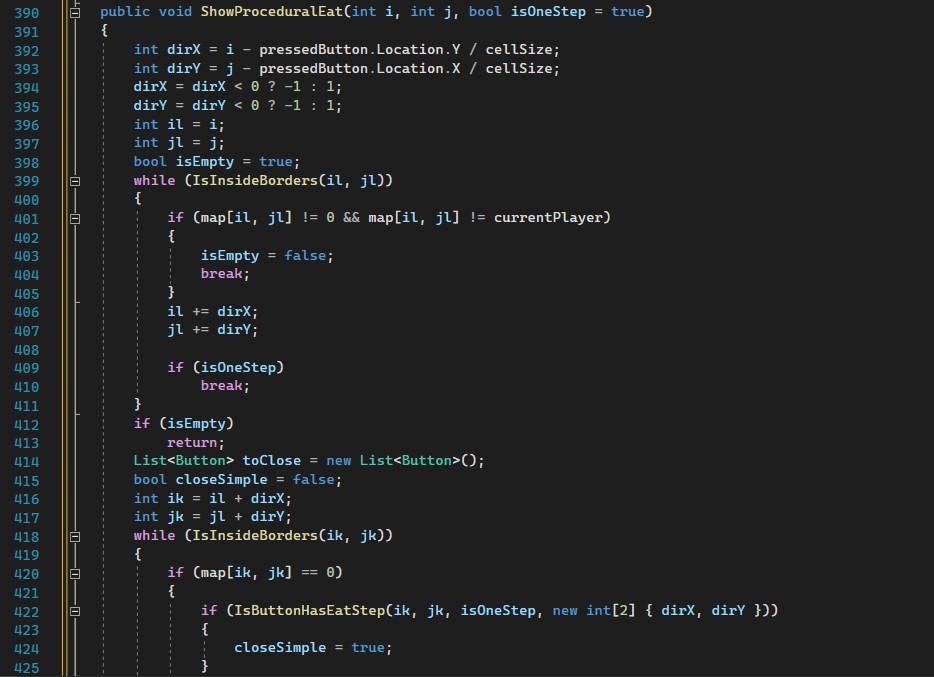 390 public void ShowProceduralEat(int i, int j, bool isOneStep = true)
391 {
392 int dirX = i - pressedButton.Location.Y / cellSize;
393 int dirY = j - pressedButton.Location.X / cellSize;
394 dirX = dirX < 0 ? -1 : 1;
395 dirY = dirY < 0 ? -1 : 1;
396 int il = i;
397 int jl = j;
398 bool isEmpty = true;
399 while (IsInsideBorders(il, jl))
400 {
401 if (map[il, jl] != 0 && map[il, jl] != currentPlayer)
402 {
403 isEmpty = false;
404 break;
405 }
406 il += dirX;
407 jl += dirY;
408
409 if (isOneStep)
410 break;
411 }
412 if (isEmpty)
413 return;
414 List<Button> toClose = new List<Button>();
415 bool closeSimple = false;
416 int ik = il + dirX;
417 int jk = jl + dirY;
418 while (IsInsideBorders(ik, jk))
419 {
420 if (map[ik, jk] == 0)
421 {
422 if (IsButtonHasEatStep(ik, jk, isOneStep, new int[2] { dirX, dirY }))
423 {
424 closeSimple = true;
425 }